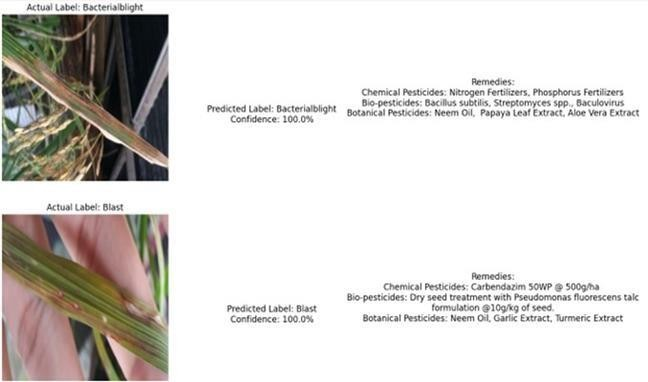 Actual Label: Bacterialblight
Predicted Label: Bacterialblight
Confidence: 100.0%
Remedies:
Chemical Pesticides: Nitrogen Fertilizers, Phosphorus Fertilizers
Bio-pesticides: Bacillus subtilis, Streptomyces spp., Baculovirus
Botanical Pesticides: Neem Oil,  Papaya Leaf Extract, Aloe Vera Extract
Actual Label: Blast
Predicted Label: Blast
Confidence: 100.0%
Remedies:
Chemical Pesticides: Carbendazim 50WP @ 500g/ha
Bio-pesticides: Dry seed treatment with Pseudomonas fluorescens talc
formulation @10g/kg of seed.
Botanical Pesticides: Neem Oil, Garlic Extract, Turmeric Extract